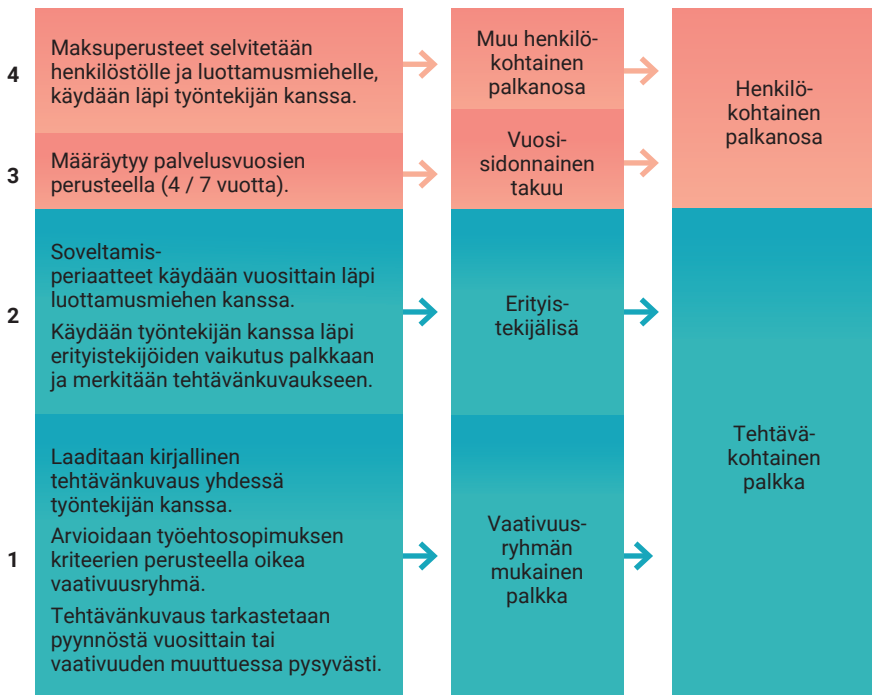 4
Maksuperusteet selvitetään
henkilöstölle ja luottamusmiehelle,
käydään läpi työntekijän kanssa.
Muu henkilö-
kohtainen
palkanosa
Henkilö-
kohtainen
palkanosa
3
Määräytyy palvelusvuosien
perusteella (4 / 7 vuotta).
Vuosi-
sidonnainen
takuu
2
Soveltamis-
periaatteet käydään vuosittain läpi
luottamusmiehen kanssa.
Käydään työntekijän kanssa läpi
erityistekijöiden vaikutus palkkaan
ja merkitään tehtävänkuvaukseen.
Erityis-
tekijälisä
Tehtävä-
kohtainen
palkka
1
Laaditaan kirjallinen
tehtävänkuvaus yhdessä
työntekijän kanssa.
Arvioidaan työehtosopimuksen
kriteerien perusteella oikea
vaativuusryhmä.
Tehtävänkuvaus tarkastetaan
pyynnöstä vuosittain tai
vaativuuden muuttuessa pysyvästi.
Vaativuus-
ryhmän
mukainen
palkka